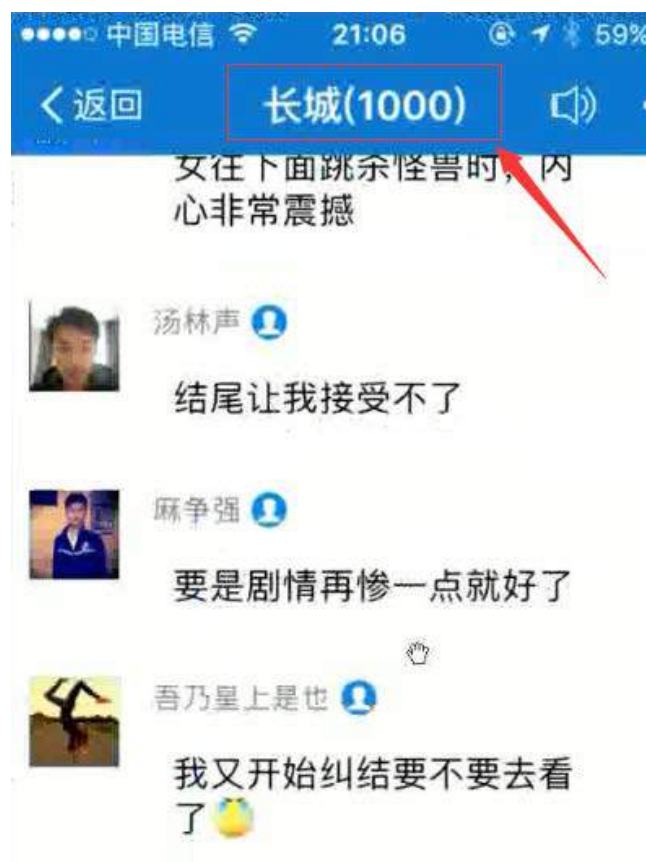 中国电信 21:06 59%
返回 长城(1000)
女往下面跳杀怪兽时，内
心非常震撼
汤林声
结尾让我接受不了
麻争强
要是剧情再惨一点就好了
吾乃星上是也
我又开始纠结要不要去看
了